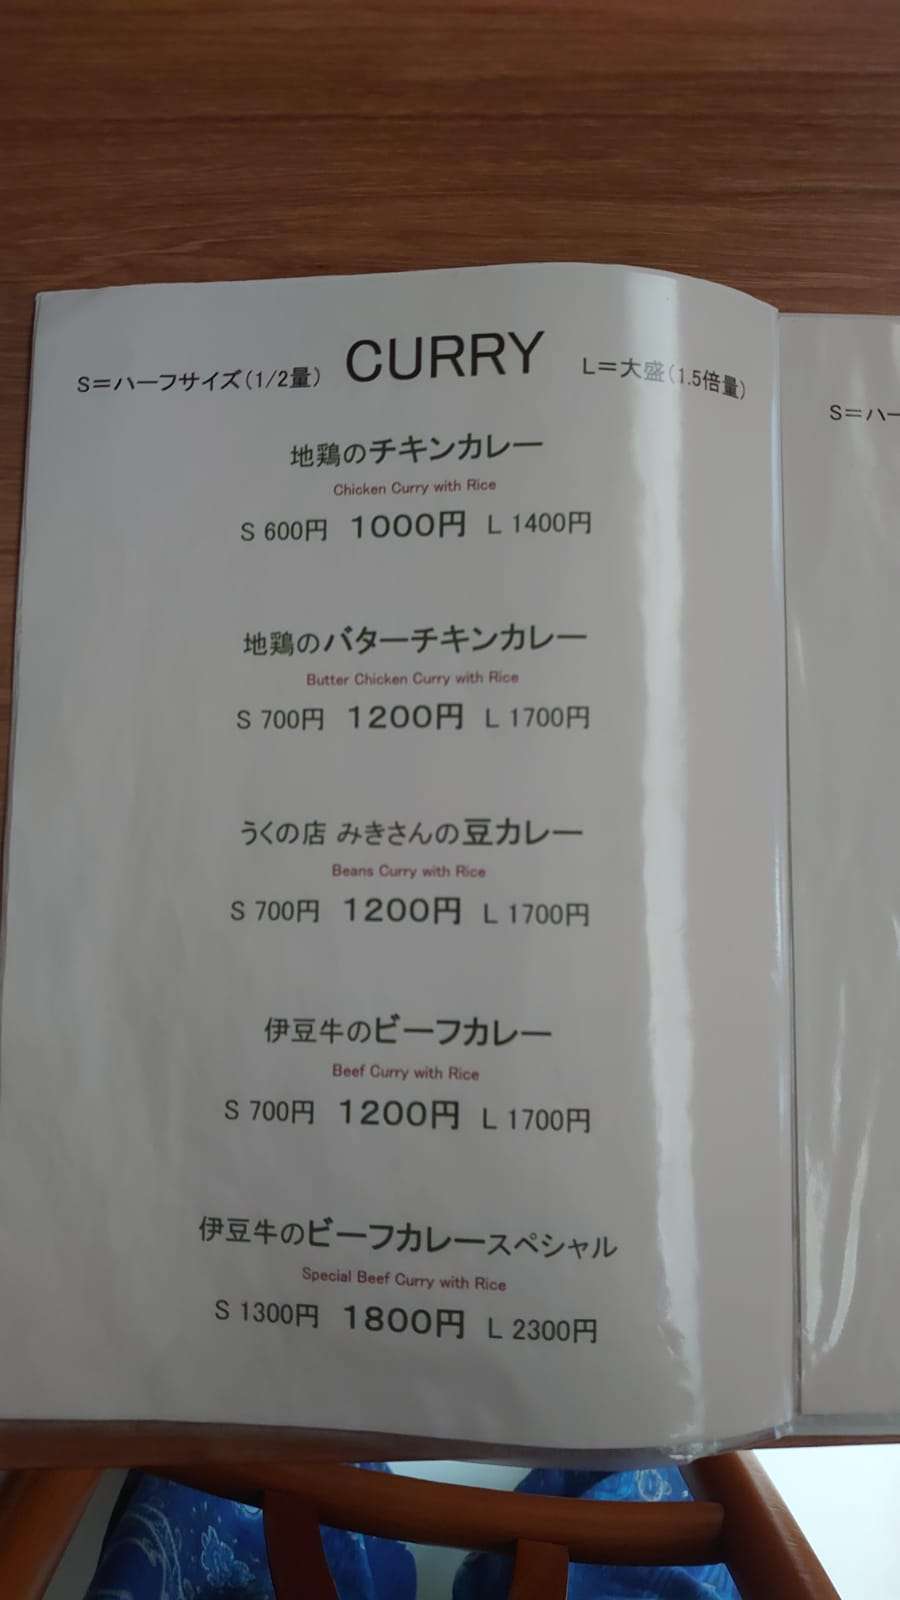 CURRY
S＝ハーフサイズ（1/2量）
L＝大盛（1.5倍量）
地鶏のチキンカレー
Chicken Curry with Rice
S 600円 1000円 L 1400円
地鶏のバターチキンカレー
Butter Chicken Curry with Rice
S 700円 1200円 L 1700円
うくの店 みきさんの豆カレー
Beans Curry with Rice
S 700円 1200円 L 1700円
伊豆牛のビーフカレー
Beef Curry with Rice
S 700円 1200円 L 1700円
伊豆牛のビーフカレースペシャル
Special Beef Curry with Rice
S 1300円 1800円 L 2300円
S＝ハー